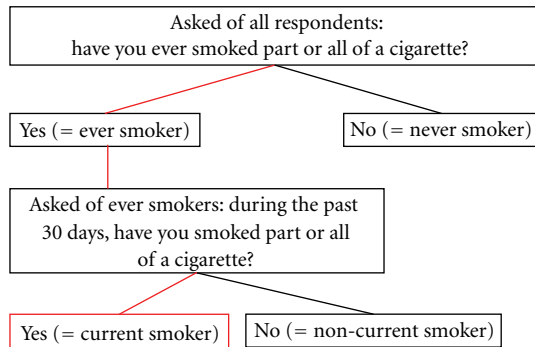 Asked of all respondents:
have you ever smoked part or all of a cigarette?
Yes (= ever smoker)
No (= never smoker)
Asked of ever smokers: during the past
30 days, have you smoked part or all
of a cigarette?
Yes (= current smoker)
No (= non-current smoker)